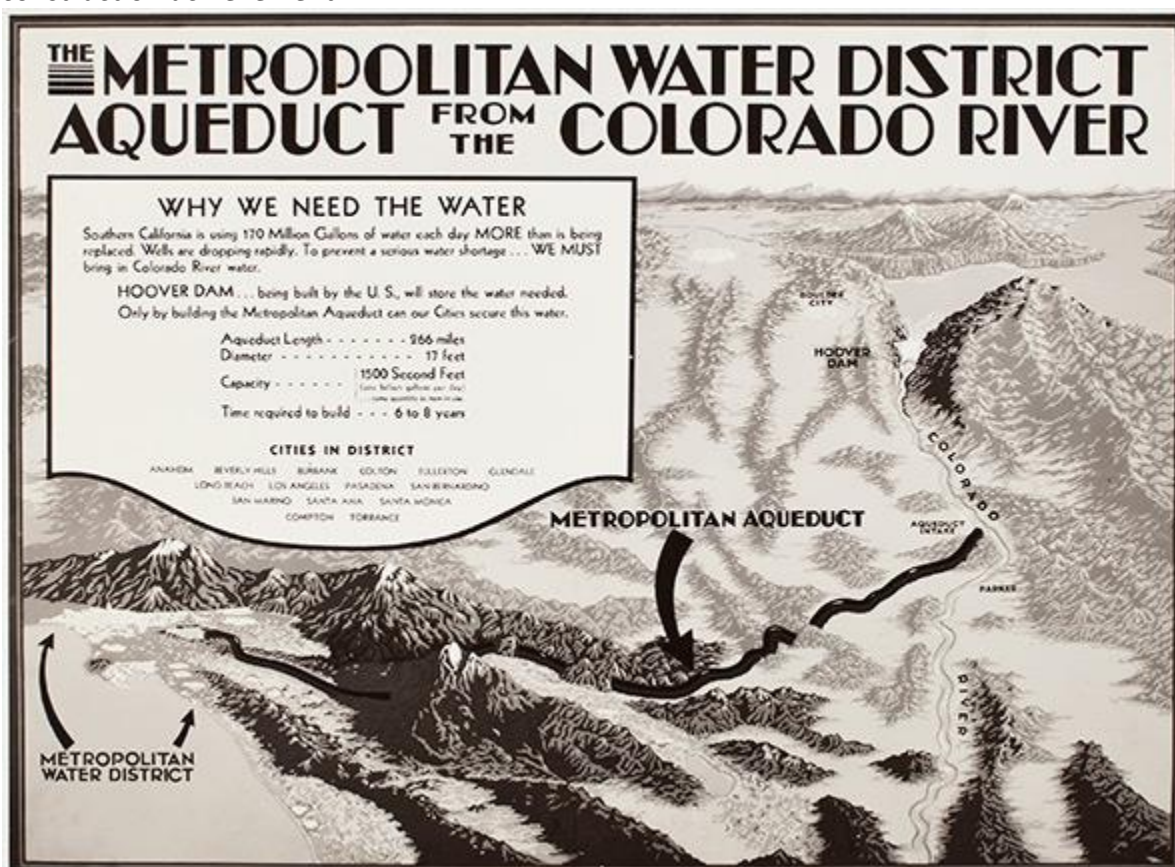 THE METROPOLITAN WATER DISTRICT
AQUEDUCT FROM THE COLORADO RIVER
WHY WE NEED THE WATER
Southern California is using 170 Million Gallons of water each day MORE than is being
replaced. Wells are dropping rapidly. To prevent a serious water shortage... WE MUST
bring in Colorado River water.
HOOVER DAM... being built by the U. S., will store the water needed.
Only by building the Metropolitan Aqueduct can our Cities secure this water.
Aqueduct Length - - - - - - - 266 miles
Diameter - - - - - - - - - - - 17 feet
Capacity - - - - - - 1500 Second Feet
Time required to build - - - 6 to 8 years
CITIES IN DISTRICT
ANAHEIM BEVERLY HILLS BURBANK COLTON FULLERTON GLENDALE
LONG BEACH LOS ANGELES PASADENA SAN BERNARDINO
SAN MARINO SANTA ANA SANTA MONICA
COMPTON TORRANCE
BOULDER
CITY
HOOVER
DAM
COLORADO
METROPOLITAN AQUEDUCT
AQUEDUCT
INTAKE
PARKER
RIVER
METROPOLITAN
WATER DISTRICT